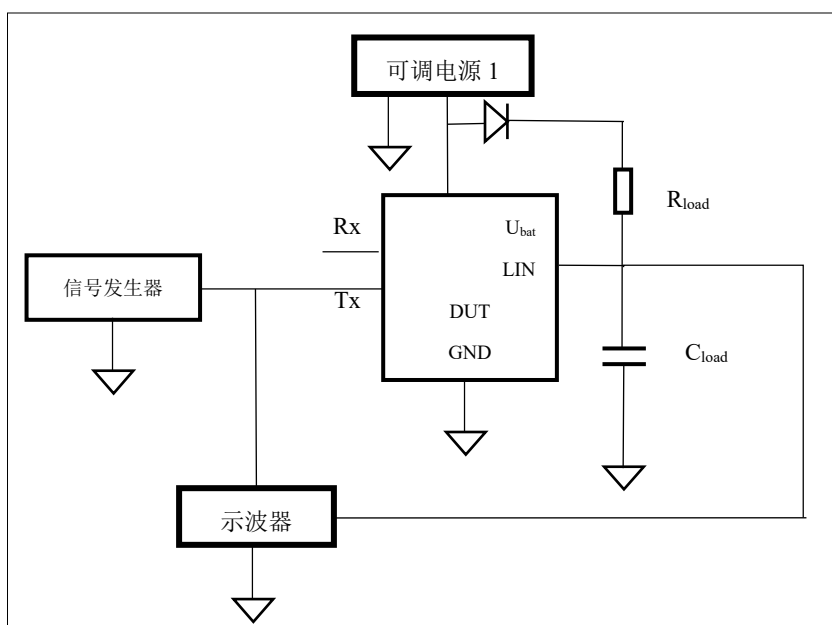 可调电源 1
Rload
Rx
Ubat
LIN
信号发生器
Tx
DUT
GND
Cload
示波器